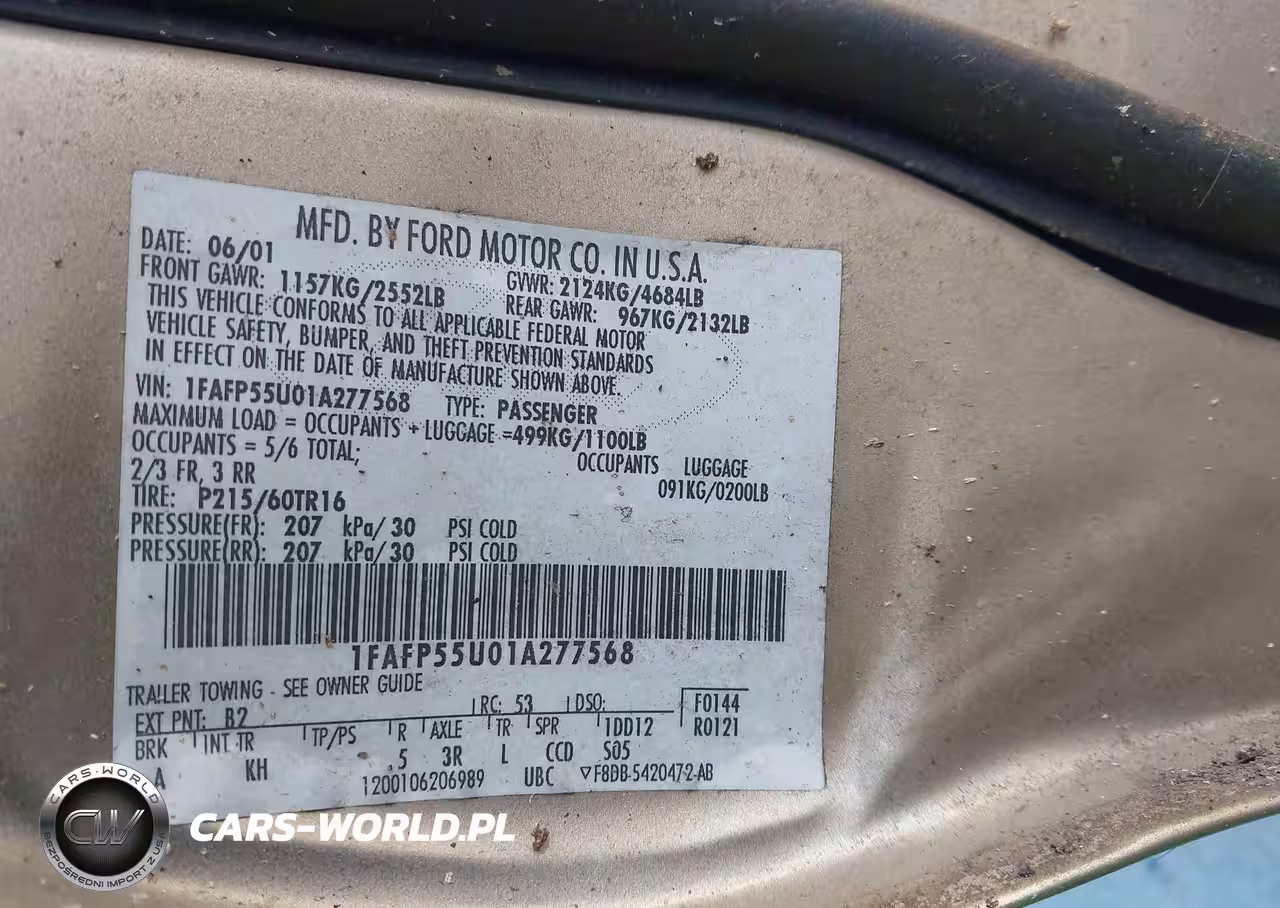 MFD. BY FORD MOTOR CO. IN U.S.A.
DATE: 06/01 GVWR: 2124KG/4684LB
FRONT GAWR: 1157KG/2552LB REAR GAWR: 967KG/2132LB
THIS VEHICLE CONFORMS TO ALL APPLICABLE FEDERAL MOTOR
VEHICLE SAFETY, BUMPER, AND THEFT PREVENTION STANDARDS
IN EFFECT ON THE DATE OF MANUFACTURE SHOWN ABOVE.
VIN: 1FAFP55U01A277568 TYPE: PASSENGER
MAXIMUM LOAD = OCCUPANTS + LUGGAGE =499KG/1100LB
OCCUPANTS = 5/6 TOTAL; OCCUPANTS LUGGAGE
2/3 FR, 3 RR 091KG/0200LB
TIRE: P215/60TR16
PRESSURE(FR): 207 kPa/ 30 PSI COLD
PRESSURE(RR): 207 kPa/ 30 PSI COLD
1FAFP55U01A277568
TRAILER TOWING - SEE OWNER GUIDE
EXT PNT: B2 RC: 53 DSO: F0144
BRK INT TR TP/PS R AXLE TR SPR 1DD12 R0121
A KH .5 3R L CCD S05
1200106206989 UBC ▽F8DB-5420472-AB
CARS-WORLD
CW
BEZPOŚREDNI IMPORT Z USA
CARS-WORLD.PL